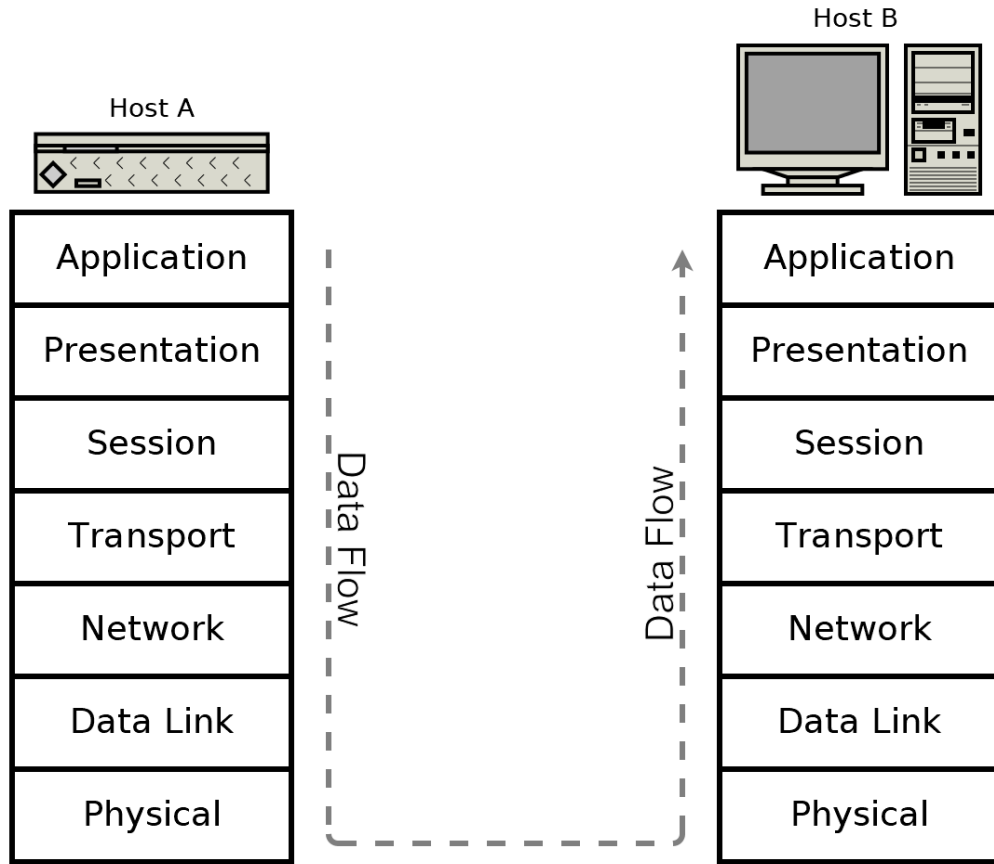 Host A
Application
Presentation
Session
Transport
Network
Data Link
Physical
Data Flow
Data Flow
Host B
Application
Presentation
Session
Transport
Network
Data Link
Physical